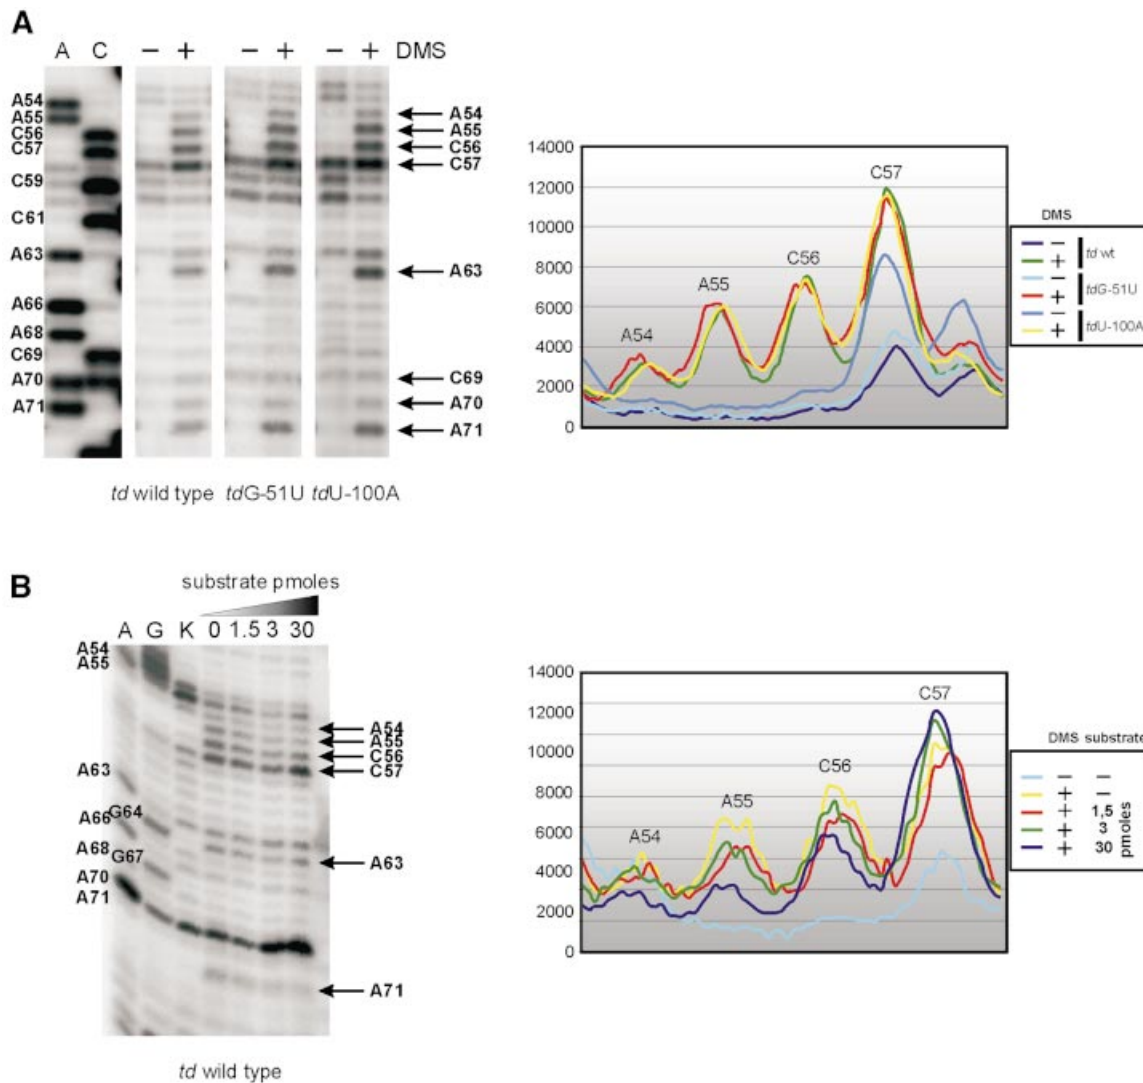 A
A C − + − + − + DMS
A54
A55
C56
C57
C59
C61
A63
A66
A68
C69
A70
A71
A54
A55
C56
C57
A63
C69
A70
A71
td wild type tdG-51U tdU-100A
14000
12000
10000
8000
6000
4000
2000
0
A54
A55
C56
C57
DMS
− td wt
+
− tdG-51U
+
− tdU-100A
+
B
substrate pmoles
A G K 0 1.5 3 30
A54
A55
A63
A66 G64
A68
G67
A70
A71
A54
A55
C56
C57
A63
A71
td wild type
14000
12000
10000
8000
6000
4000
2000
0
A54
A55
C56
C57
DMS substrate
− −
+ −
+ 1,5
+ 3
+ 30
pmoles